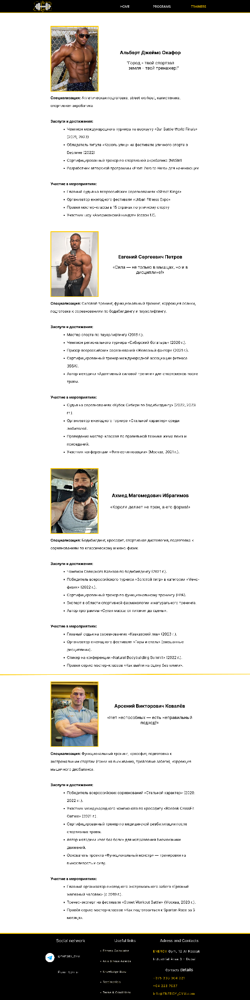 HOME PROGRAMS TRAINERS
Альберт Джеймс Окафор
"Город - твой спортзал
земля - твой тренажер!"
Специализация: Атлетическая подготовка, street workout, калистеника,
спортивная акробатика
Заслуги и достижения:
• Чемпион международного турнира по воркауту «Bar Battle World Finals»
(2021, 2023)
• Обладатель титула «Король улиц» на фестивале уличного спорта в
Берлине (2022)
• Сертифицированный тренер по спортивной акробатике (NASM)
• Разработчик авторской программы «From Zero to Hero» для начинающих
Участие в мероприятиях:
• Главный судья на всероссийских соревнованиях «Street Kings»
• Организатор ежегодного фестиваля «Urban Fitness Expo»
• Провел мастер-классы в 15 странах по уличному спорту
• Участник шоу «Американский ниндзя» (сезон 12).
Евгений Сергеевич Петров
«Сила — не только в мышцах, но и в
дисциплине!»
Специализация: Силовой тренинг, функциональный тренинг, коррекция осанки,
подготовка к соревнованиям по бодибилдингу и пауэрлифтингу.
Заслуги и достижения:
• Мастер спорта по пауэрлифтингу (2018 г.).
• Чемпион регионального турнира «Сибирский богатырь» (2020 г.).
• Призер всероссийских соревнований «Железный фактор» (2021 г.).
• Сертифицированный тренер международной ассоциации фитнеса
(ISSA).
• Автор методики «Адаптивный силовой тренинг» для спортсменов после
травм.
Участие в мероприятиях:
• Судья на соревнованиях «Кубок Сибири по бодибилдингу» (2022, 2023
гг.).
• Организатор ежегодного турнира «Стальной характер» среди
любителей.
• Проведение мастер-классов по правильной технике жима лежа и
приседаний.
• Участник конференции «Фитнес-инновации» (Москва, 2021 г.).
Ахмед Магомедович Ибрагимов
«Короля делает не трон, а его форма!»
Специализация: Бодибилдинг, кроссфит, спортивная диетология, подготовка к
соревнованиям по классическому и менс-физик.
Заслуги и достижения:
• Чемпион Северного Кавказа по бодибилдингу (2021 г.).
• Победитель всероссийского турнира «Золотой тигр» в категории «Менс-
физик» (2022 г.).
• Сертифицированный тренер по функциональному тренингу (FPA).
• Эксперт в области спортивной фармакологии и натурального тренинга.
• Автор программы «Сухая масса: от питания до сцены».
Участие в мероприятиях:
• Главный судья на соревнованиях «Кавказский лев» (2023 г.).
• Организатор ежегодного фестиваля «Горы и сталь» (смешанные
дисциплины).
• Спикер на конференции «Natural Bodybuilding Summit» (2022 г.).
• Провел серию мастер-классов «Как выйти на сцену без химии».
Арсений Викторович Ковалёв
«Нет неспособных — есть неправильный
подход!»
Специализация: Функциональный тренинг, кроссфит, подготовка к
экстремальным стартам (гонки на выживание, трейловые забеги), коррекция
мышечного дисбаланса.
Заслуги и достижения:
• Победитель всероссийских соревнований «Стальной характер» (2020,
2022 гг.).
• Участник международного чемпионата по кроссфиту «Reebok CrossFit
Games» (2021 г.).
• Сертифицированный тренер по медицинской реабилитации после
спортивных травм.
• Автор методики «Бег без боли» для исправления биомеханики
движений.
• Основатель проекта «Функциональный монстр» — тренировки на
выносливость и силу.
Участие в мероприятиях:
• Главный организатор ежегодного экстремального забега «Грязный
железный человек» (с 2019 г.).
• Тренер-эксперт на фестивале «Street Workout Battle» (Москва, 2023 г.).
• Провёл серию мастер-классов «Как подготовиться к Spartan Race за 3
месяца».
Social network
@ENEGRY_GYM
Useful links
• Fitness Calculator
• Anis Binous Awards
• Knowledge Base
• Testimonials
• Terms & Conditions
Adress and Contacts
ENERGY Gym, 12 Al Rassak
Industrial Area 3 - Dubai
Contacts details
+375 333 004 321
+04 223 7637
info@ENERGY_GYM.com